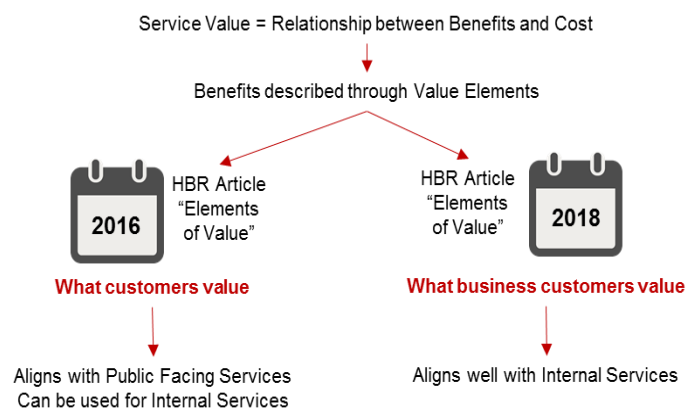 Service Value = Relationship between Benefits and Cost
Benefits described through Value Elements
2016
HBR Article
“Elements
of Value”
What customers value
Aligns with Public Facing Services
Can be used for Internal Services
HBR Article
“Elements
of Value”
2018
What business customers value
Aligns well with Internal Services